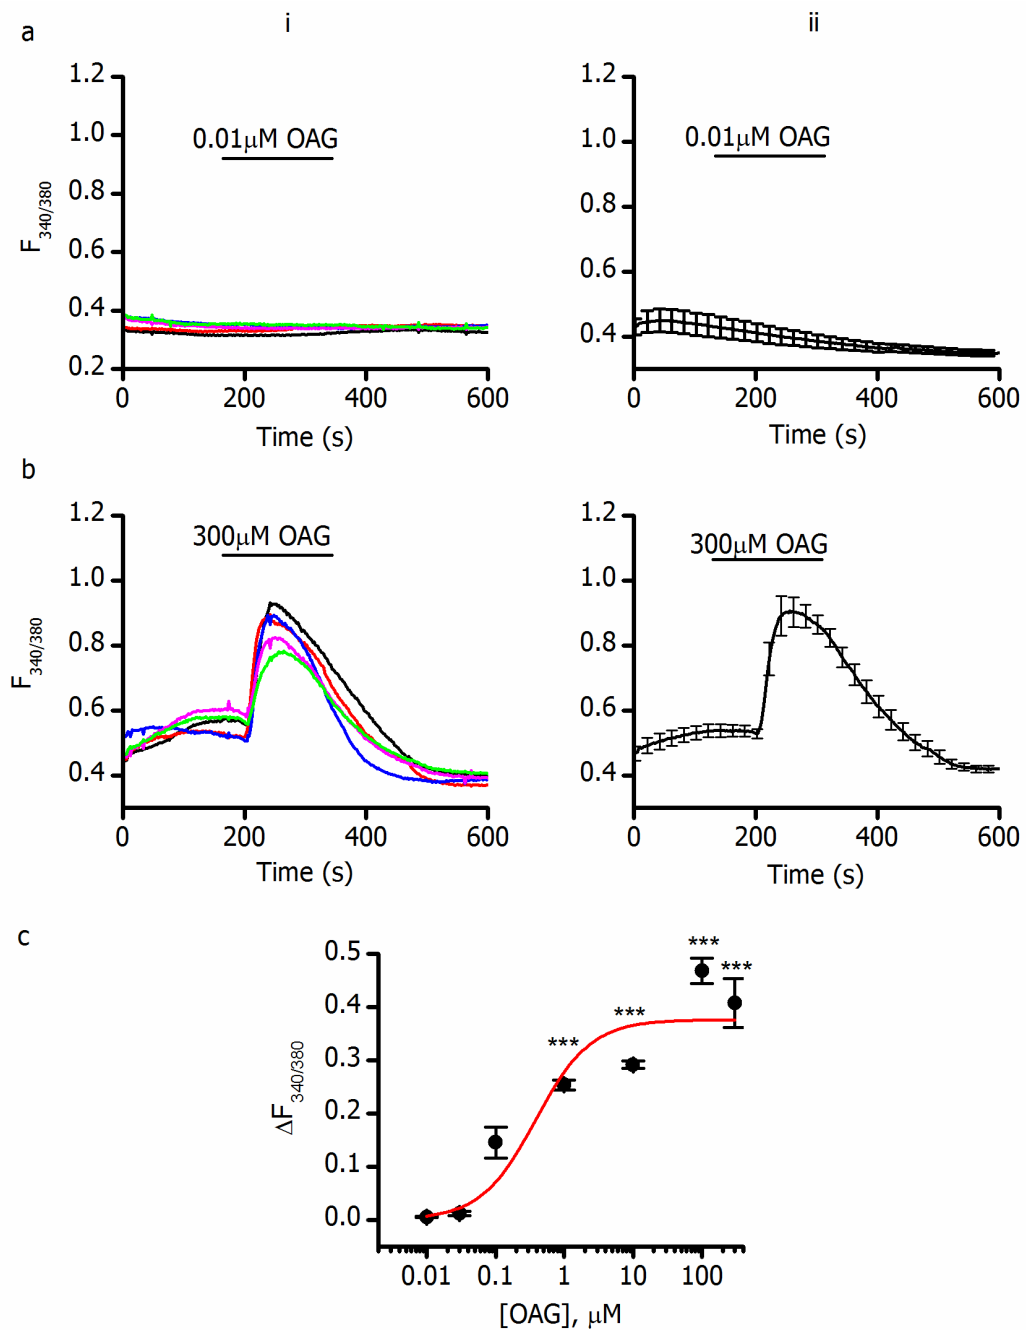 a
i
ii
1.2
1.0
0.8
0.6
0.4
0.2
F340/380
0.01μM OAG
0 200 400 600
Time (s)
1.2
1.0
0.8
0.6
0.4
0.01μM OAG
0 200 400 600
Time (s)
b
1.2
1.0
0.8
0.6
0.4
F340/380
300μM OAG
0 200 400 600
Time (s)
1.2
1.0
0.8
0.6
0.4
300μM OAG
0 200 400 600
Time (s)
c
0.5
0.4
0.3
0.2
0.1
0.0
ΔF340/380
***
***
***
***
0.01 0.1 1 10 100
[OAG], μM